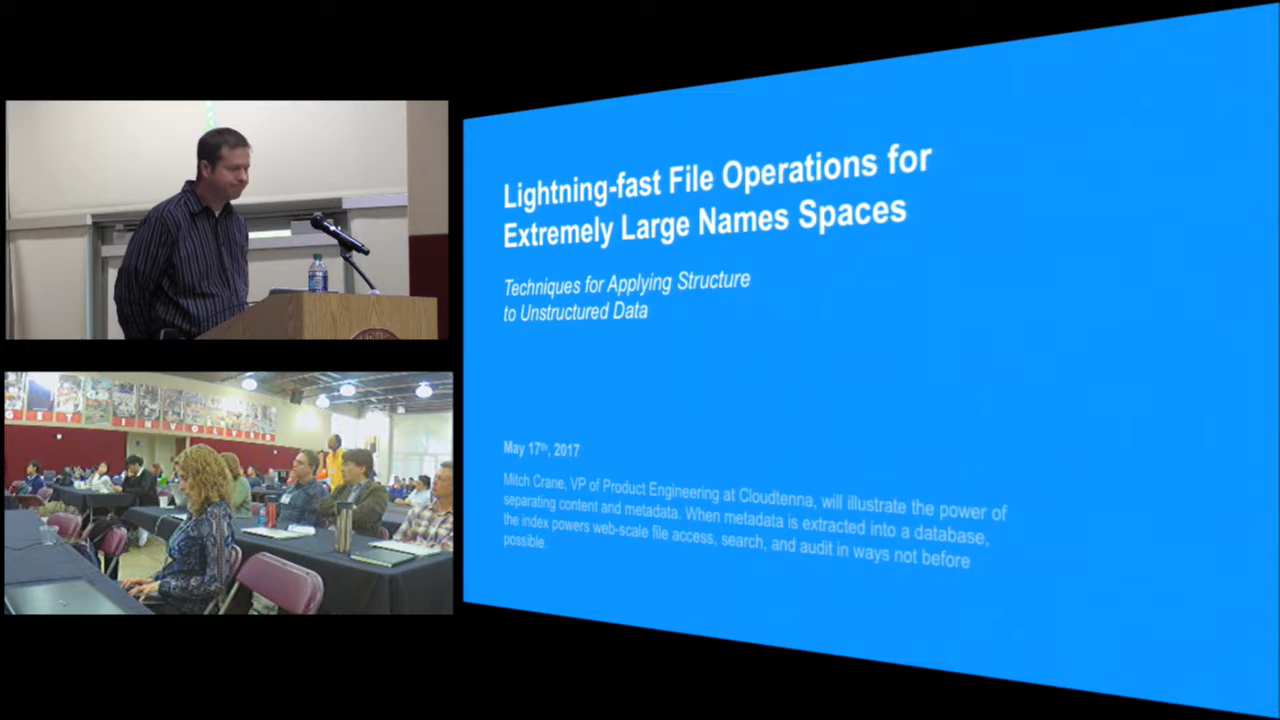 Lightning-fast File Operations for
Extremely Large Names Spaces
Techniques for Applying Structure
to Unstructured Data
May 17th, 2017
Mitch Crane, VP of Product Engineering at Cloudtenna, will illustrate the power of
separating content and metadata. When metadata is extracted into a database,
the index powers web-scale file access, search, and audit in ways not before
possible.
GET INVOLVED